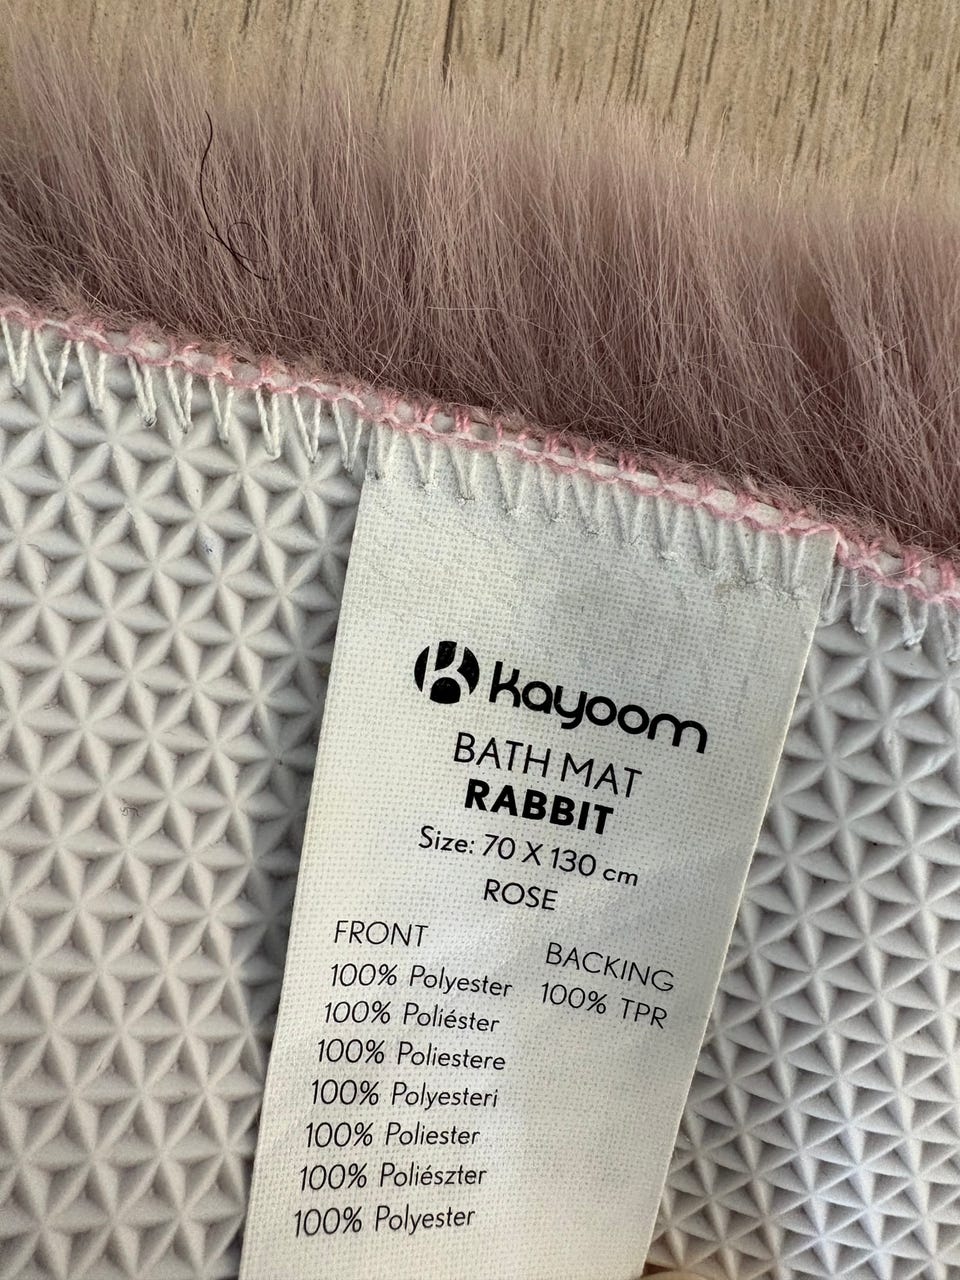 Kayoom
BATH MAT
RABBIT
Size: 70 X 130 cm
ROSE
FRONT
100% Polyester
100% Poliéster
100% Poliestere
100% Polyesteri
100% Poliester
100% Poliészter
100% Polyester
BACKING
100% TPR